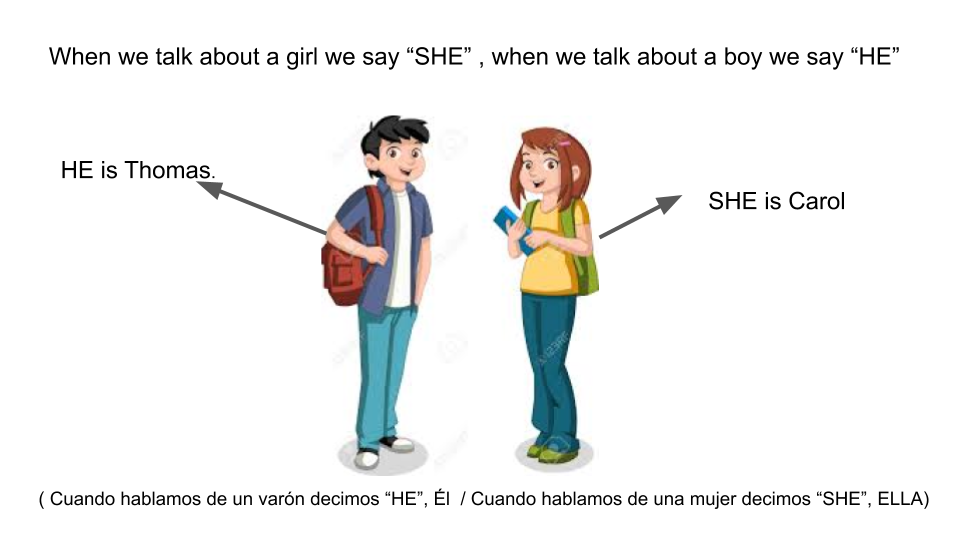 When we talk about a girl we say “SHE” , when we talk about a boy we say “HE”
HE is Thomas.
SHE is Carol
( Cuando hablamos de un varón decimos “HE”, Él  / Cuando hablamos de una mujer decimos “SHE”, ELLA)